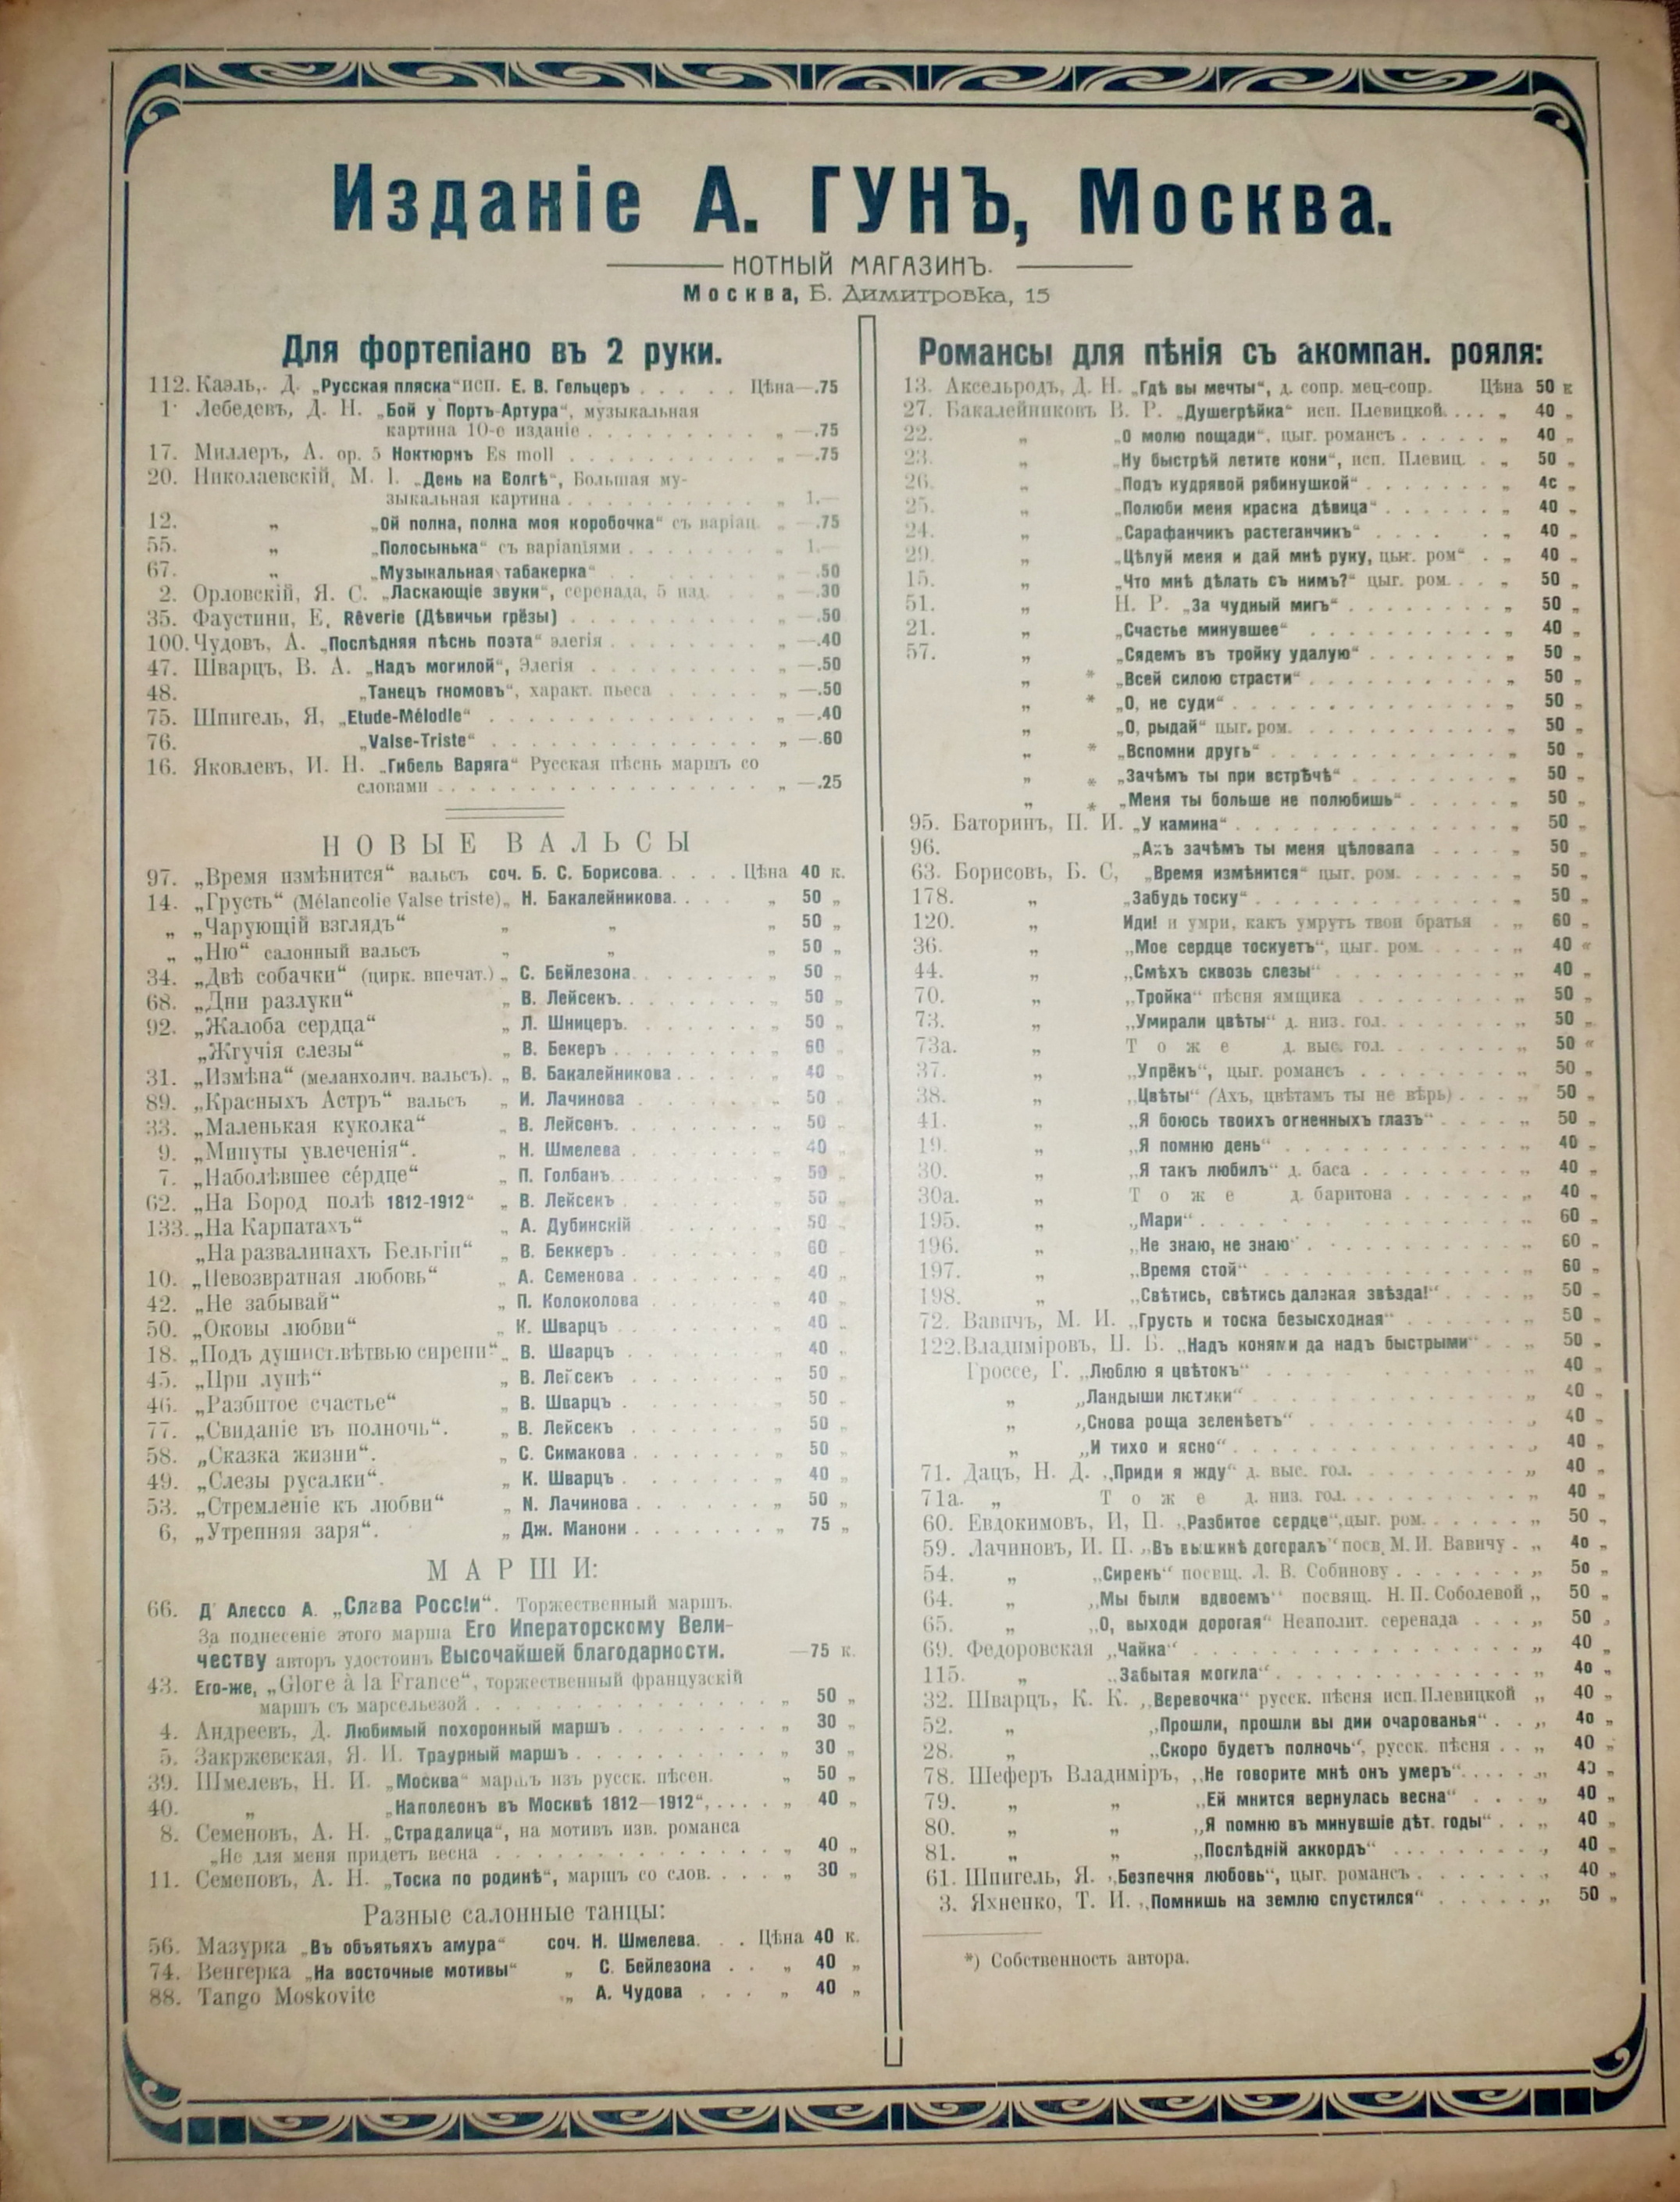 Изданіе А. ГУНЪ, Москва.
НОТНЫЙ МАГАЗИНЪ.
Москва, Б. Димитровка, 15
Для фортепіано въ 2 руки.
112. Каэль,. Д. „Русская пляска“ исп. Е. В. Гельцеръ . . . . . Цѣна—.75
1. Лебедевъ, Д. Н. „Бой у Портъ-Артура“, музыкальная
картина 10-е изданіе . . . . . . . . . „ —.75
17. Миллеръ, А. ор. 5 Ноктюрнъ Es moll . . . . . . . . . . „ —.75
20. Николаевскій, М. І. „День на Волгѣ“, Большая му-
зыкальная картина . . . . . . . . . . „ 1.—
12. „ „Ой полна, полна моя коробочка“ съ варіац. „ —.75
55. „ „Полосынька“ съ варіаціями . . . . . . . „ 1.—
67. „ „Музыкальная табакерка“ . . . . . . . . „ —.50
2. Орловскій, Я. С. „Ласкающіе звуки“, серенада, 5 изд. . . . „ —.30
35. Фаустини, Е, Rêverie (Дѣвичьи грёзы) . . . . . . . . . . „ —.50
100. Чудовъ, А. „Послѣдняя пѣснь поэта“ элегія . . . . . . . . „ —.40
47. Шварцъ, В. А. „Надъ могилой“, Элегія . . . . . . . . . „ —.50
48. „Танецъ гномовъ“, характ. пьеса . . . . . „ —.50
75. Шпигель, Я, „Etude-Mélodie“ . . . . . . . . . . . . . „ —.40
76. „Valse-Triste“ . . . . . . . . . . . . . . „ —.60
16. Яковлевъ, И. Н. „Гибель Варяга“ Русская пѣснь маршъ со
словами . . . . . . . . . . . . . . . . „ —.25
НОВЫЕ ВАЛЬСЫ
97. „Время измѣнится“ вальсъ соч. Б. С. Борисова. . . . . Цѣна 40 к.
14. „Грусть“ (Mélancolie Valse triste) „ Н. Бакалейникова. . . . „ 50 „
„ „Чарующій взглядъ“ „ „ „ 50 „
„ „Ню“ салонный вальсъ „ „ „ 50 „
34. „Двѣ собачки“ (цирк. впечат.) „ С. Бейлезона. . . . . . . „ 50 „
68. „Дни разлуки“ „ В. Лейсекъ. . . . . . . . „ 50 „
92. „Жалоба сердца“ „ Л. Шницеръ. . . . . . . . „ 50 „
„Жгучія слезы“ „ В. Бекеръ . . . . . . . . „ 60 „
31. „Измѣна“ (меланхолич. вальсъ). „ В. Бакалейникова . . . . . „ 40 „
89. „Красныхъ Астръ“ вальсъ „ И. Лачинова . . . . . . . „ 50 „
33. „Маленькая куколка“ „ В. Лейсенъ. . . . . . . . „ 50 „
9. „Минуты увлеченія“. „ Н. Шмелева . . . . . . . „ 40 „
7. „Наболѣвшее сéрдце“ „ П. Голбанъ. . . . . . . . „ 50 „
62. „На Бород полѣ 1812-1912“ „ В. Лейсекъ . . . . . . . „ 50 „
133. „На Карпатахъ“ „ А. Дубинскій . . . . . . . „ 50 „
„На развалинахъ Бельгіи“ „ В. Беккеръ . . . . . . . „ 60 „
10. „Невозвратная любовь“ „ А. Семенова . . . . . . . „ 40 „
42. „Не забывай“ „ П. Колоколова . . . . . . „ 40 „
50. „Оковы любви“ „ К. Шварцъ . . . . . . . „ 40 „
18. „Подъ душист.вѣтвью сирени“ „ В. Шварцъ . . . . . . . „ 40 „
45. „При лунѣ“ „ В. Лейсекъ . . . . . . . „ 50 „
46. „Разбитое счастье“ „ В. Шварцъ . . . . . . . „ 50 „
77. „Свиданіе въ полночь“. „ В. Лейсекъ . . . . . . . „ 50 „
58. „Сказка жизни“. „ С. Симакова . . . . . . . „ 50 „
49. „Слезы русалки“. „ К. Шварцъ . . . . . . . „ 40 „
53. „Стремленіе къ любви“ „ N. Лачинова . . . . . . . „ 50 „
6, „Утренняя заря“. „ Дж. Манони . . . . . . . „ 75 „
МАРШИ:
66. Д' Алессо А. „Слава Росс!и“. Торжественный маршъ.
За поднесеніе этого марша Его Иператорскому Вели-
честву авторъ удостоинъ Высочайшей благодарности. —75 к.
43. Его-же, „Glore à la France“, торжественный французскій
маршъ съ марсельезой . . . . . . . . . . . . . . . „ 50 „
4. Андреевъ, Д. Любимый похоронный маршъ . . . . . . . . „ 30 „
5. Закржевская, Я. И. Траурный маршъ . . . . . . . . . . „ 30 „
39. Шмелевъ, Н. И. „Москва“ маршъ изъ русск. пѣсен. „ 50 „
40. „ „Наполеонъ въ Москвѣ 1812—1912“, . . . . „ 40 „
8. Семеновъ, А. Н. „Страдалица“, на мотивъ изв. романса
„Не для меня придетъ весна . . . . . . . . . . . . . „ 40 „
11. Семеновъ, А. Н. „Тоска по родинѣ“, маршъ со слов. . . . . „ 30 „
Разные салонные танцы:
56. Мазурка „Въ объятьяхъ амура“ соч. Н. Шмелева. . . Цѣна 40 к.
74. Венгерка „На восточные мотивы“ „ С. Бейлезона . . . „ 40 „
88. Tango Moskovite „ А. Чудова . . . . „ 40 „
Романсы для пѣнія съ акомпан. рояля:
13. Аксельродъ, Д. Н. „Гдѣ вы мечты“, д. сопр. мец-сопр. Цѣна 50 к
27. Бакалейниковъ В. Р. „Душегрѣйка“ исп. Плевицкой. . . . „ 40 „
22. „ „О молю пощади“, цыг. романсъ . . . . . „ 40 „
23. „ „Ну быстрѣй летите кони“, исп. Плевиц. . . „ 50 „
26. „ „Подъ кудрявой рябинушкой“ . . . . . . . „ 4с „
25. „ „Полюби меня краска дѣвица“ . . . . . . „ 40 „
24. „ „Сарафанчикъ растеганчикъ“ . . . . . . „ 40 „
29. „ „Цѣлуй меня и дай мнѣ руку, цыг. ром“ . . „ 40 „
15. „ „Что мнѣ дѣлать съ нимъ?“ цыг. ром. . . . „ 50 „
51. „ Н. Р. „За чудный мигъ“ . . . . . . . . . „ 50 „
21. „ „Счастье минувшее“ . . . . . . . . . . „ 40 „
57. „ „Сядемъ въ тройку удалую“ . . . . . . . „ 50 „
„ * „Всей силою страсти“ . . . . . . . . . . „ 50 „
„ * „О, не суди“ . . . . . . . . . . . . . . „ 50 „
„ „О, рыдай“ цыг. ром. . . . . . . . . . . „ 50 „
„ * „Вспомни другъ“ . . . . . . . . . . . . „ 50 „
„ * „Зачѣмъ ты при встрѣчѣ“ . . . . . . . . „ 50 „
„ * „Меня ты больше не полюбишь“ . . . . . . „ 50 „
95. Баторинъ, П. И. „У камина“ . . . . . . . . . . . . . . „ 50 „
96. „Ахъ зачѣмъ ты меня цѣловапа . . . . „ 50 „
63. Борисовъ, Б. С, „Время измѣнится“ цыг. ром. . . . . . . „ 50 „
178. „ „Забудь тоску“ . . . . . . . . . . . . . „ 50 „
120. „ Иди! и умри, какъ умрутъ твои братья . „ 60 „
36. „ „Мое сердце тоскуетъ“, цыг. ром. . . . . „ 40 «
44. „ „Смѣхъ сквозь слезы“ . . . . . . . . . . „ 40 „
70. „ „Тройка“ пѣсня ямщика . . . . . . . . . „ 50 „
73. „ „Умирали цвѣты“ д. низ. гол. . . . . . . „ 50 „
73а. „ Тоже д. выс. гол. . . . . . . . „ 50 «
37. „ „Упрёкъ“, цыг. романсъ . . . . . . . . . „ 50 „
38. „ „Цвѣты“ (Ахъ, цвѣтамъ ты не вѣрь) . . . . „ 50 „
41. „ „Я боюсь твоихъ огненныхъ глазъ“ . . . . „ 50 „
19. „ „Я помню день“ . . . . . . . . . . . . . „ 40 „
30. „ „Я такъ любилъ“ д. баса . . . . . . . . . „ 40 „
30а. „ Тоже д. баритона . . . . . . „ 40 „
195. „ „Мари“ . . . . . . . . . . . . . . . . „ 60 „
196. „ „Не знаю, не знаю“ . . . . . . . . . . . „ 60 „
197. „ „Время стой“ . . . . . . . . . . . . . „ 60 „
198. „ „Свѣтись, свѣтись далэкая звѣзда!“ . . . . „ 50 „
72. Вавичъ, М. И. „Грусть и тоска безысходная“ . . . . . . . „ 50 „
122. Владиміровъ, П. Б. „Надъ конями да надъ быстрыми“ . . . „ 50 „
Гроссе, Г. „Люблю я цвѣтокъ“ . . . . . . . . . . . . „ 40 „
„ „Ландыши лютики“ . . . . . . . . . . . . „ 40 „
„ „Снова роща зеленѣетъ“ . . . . . . . . . . „ 40 „
„ „И тихо и ясно“ . . . . . . . . . . . . . „ 40 „
71. Дацъ, Н. Д. „Приди я жду“ д. выс. гол. . . . . . . . . „ 40 „
71а. „ Тоже д. низ. гол. . . . . . . . . „ 40 „
60. Евдокимовъ, И, П. „Разбитое сердце“,цыг. ром. . . . . . „ 50 „
59. Лачиновъ, И. П. „Въ вышинѣ догоралъ“ посв. М. И. Вавичу . „ 40 „
54. „ „Сирень“ посвщ. Л. В. Собинову . . . . . . . „ 50 „
64. „ „Мы были вдвоемъ“ посвящ. Н. П. Соболевой „ 50 „
65. „ „О, выходи дорогая“ Неаполит. серенада . . . „ 50 „
69. Федоровская „Чайка“ . . . . . . . . . . . . . . . . „ 40 „
115. „ „Забытая могила“ . . . . . . . . . . . . „ 40 „
32. Шварцъ, К. К. „Веревочка“ русск. пѣсня исп. Плевицкой „ 40 „
52. „ „Прошли, прошли вы дни очарованья“ . . „ 40 „
28. „ „Скоро будетъ полночь“, русск. пѣсня . . „ 40 „
78. Шеферъ Владиміръ, „Не говорите мнѣ онъ умеръ“. . . . . „ 40 „
79. „ „ „Ей мнится вернулась весна“ . . . „ 40 „
80. „ „ „Я помню въ минувшіе дѣт. годы“ . . „ 40 „
81. „ „ „Послѣдній аккордъ“ . . . . . . . „ 40 „
61. Шпигель, Я. „Безпечня любовь“, цыг. романсъ . . . . . . „ 40 „
3. Яхненко, Т. И. „Помнишь на землю спустился“ . . . . . „ 50 „
*) Собственность автора.